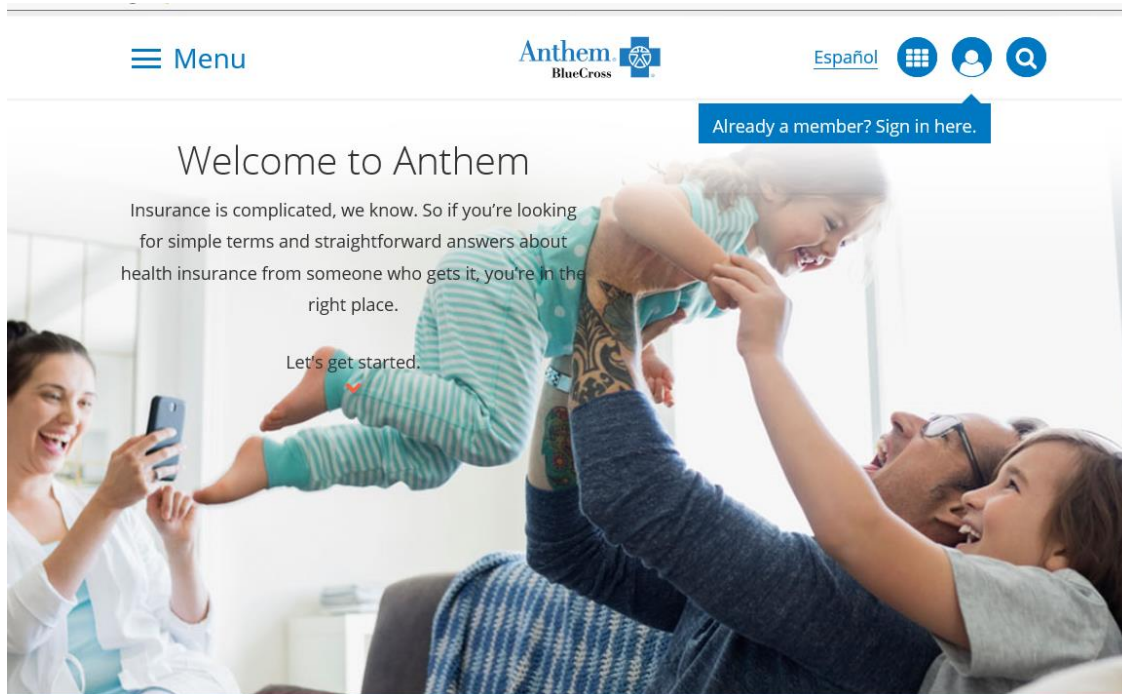 Menu
Anthem
BlueCross
Español
Already a member? Sign in here.
Welcome to Anthem
Insurance is complicated, we know. So if you’re looking
for simple terms and straightforward answers about
health insurance from someone who gets it, you’re in the
right place.
Let's get started.